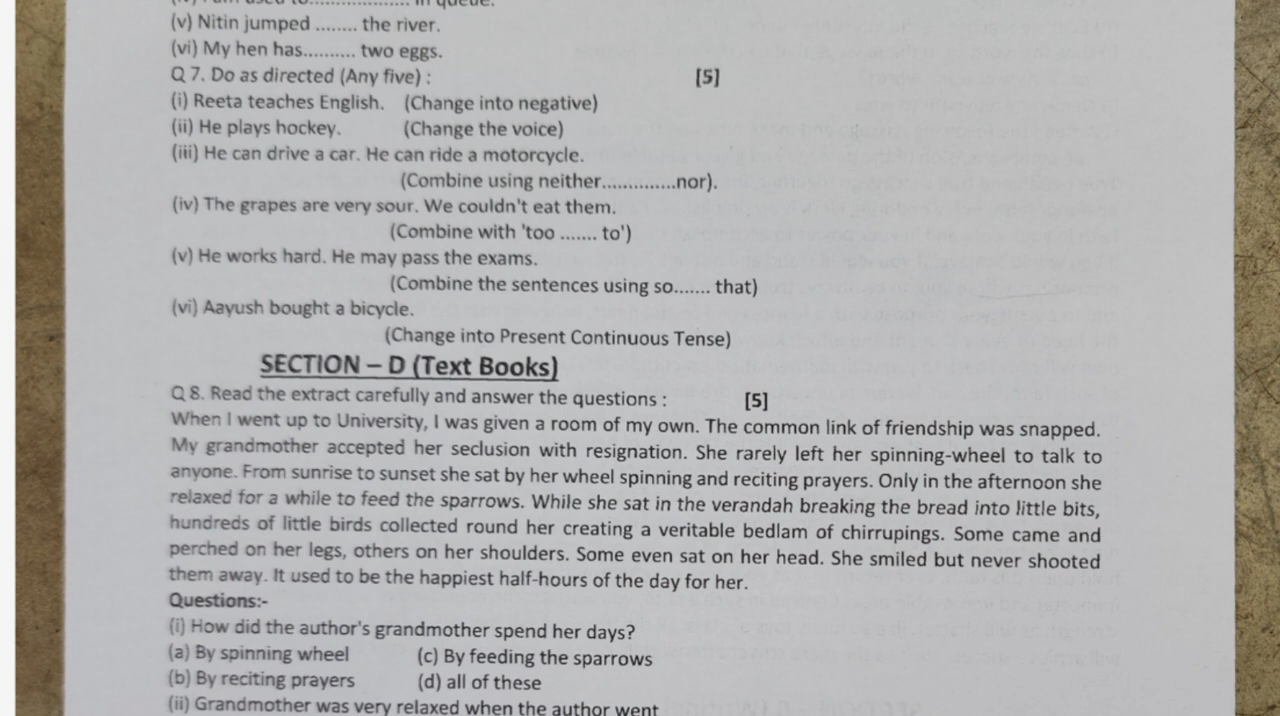 in queue.
(v) Nitin jumped ........ the river.
(vi) My hen has.......... two eggs.
Q 7. Do as directed (Any five) : [5]
(i) Reeta teaches English. (Change into negative)
(ii) He plays hockey. (Change the voice)
(iii) He can drive a car. He can ride a motorcycle.
(Combine using neither..............nor).
(iv) The grapes are very sour. We couldn't eat them.
(Combine with 'too ....... to')
(v) He works hard. He may pass the exams.
(Combine the sentences using so....... that)
(vi) Aayush bought a bicycle.
(Change into Present Continuous Tense)
SECTION – D (Text Books)
Q 8. Read the extract carefully and answer the questions : [5]
When I went up to University, I was given a room of my own. The common link of friendship was snapped.
My grandmother accepted her seclusion with resignation. She rarely left her spinning-wheel to talk to
anyone. From sunrise to sunset she sat by her wheel spinning and reciting prayers. Only in the afternoon she
relaxed for a while to feed the sparrows. While she sat in the verandah breaking the bread into little bits,
hundreds of little birds collected round her creating a veritable bedlam of chirrupings. Some came and
perched on her legs, others on her shoulders. Some even sat on her head. She smiled but never shooted
them away. It used to be the happiest half-hours of the day for her.
Questions:-
(i) How did the author's grandmother spend her days?
(a) By spinning wheel (c) By feeding the sparrows
(b) By reciting prayers (d) all of these
(ii) Grandmother was very relaxed when the author went